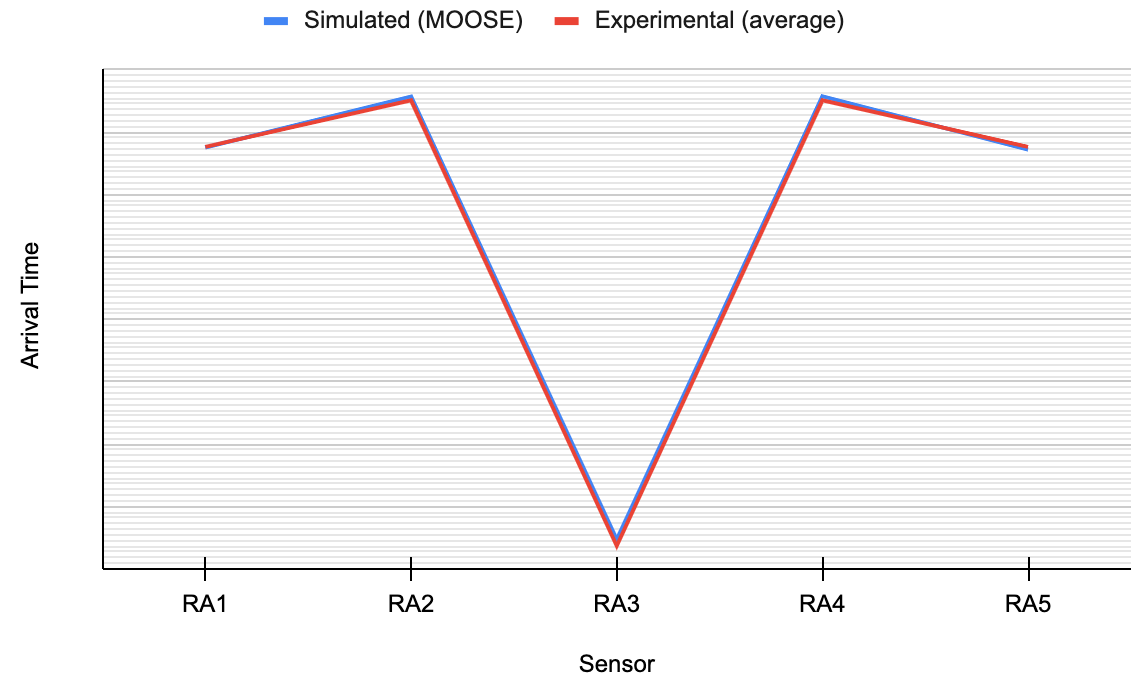 Simulated (MOOSE) Experimental (average)
Arrival Time
RA1 RA2 RA3 RA4 RA5
Sensor